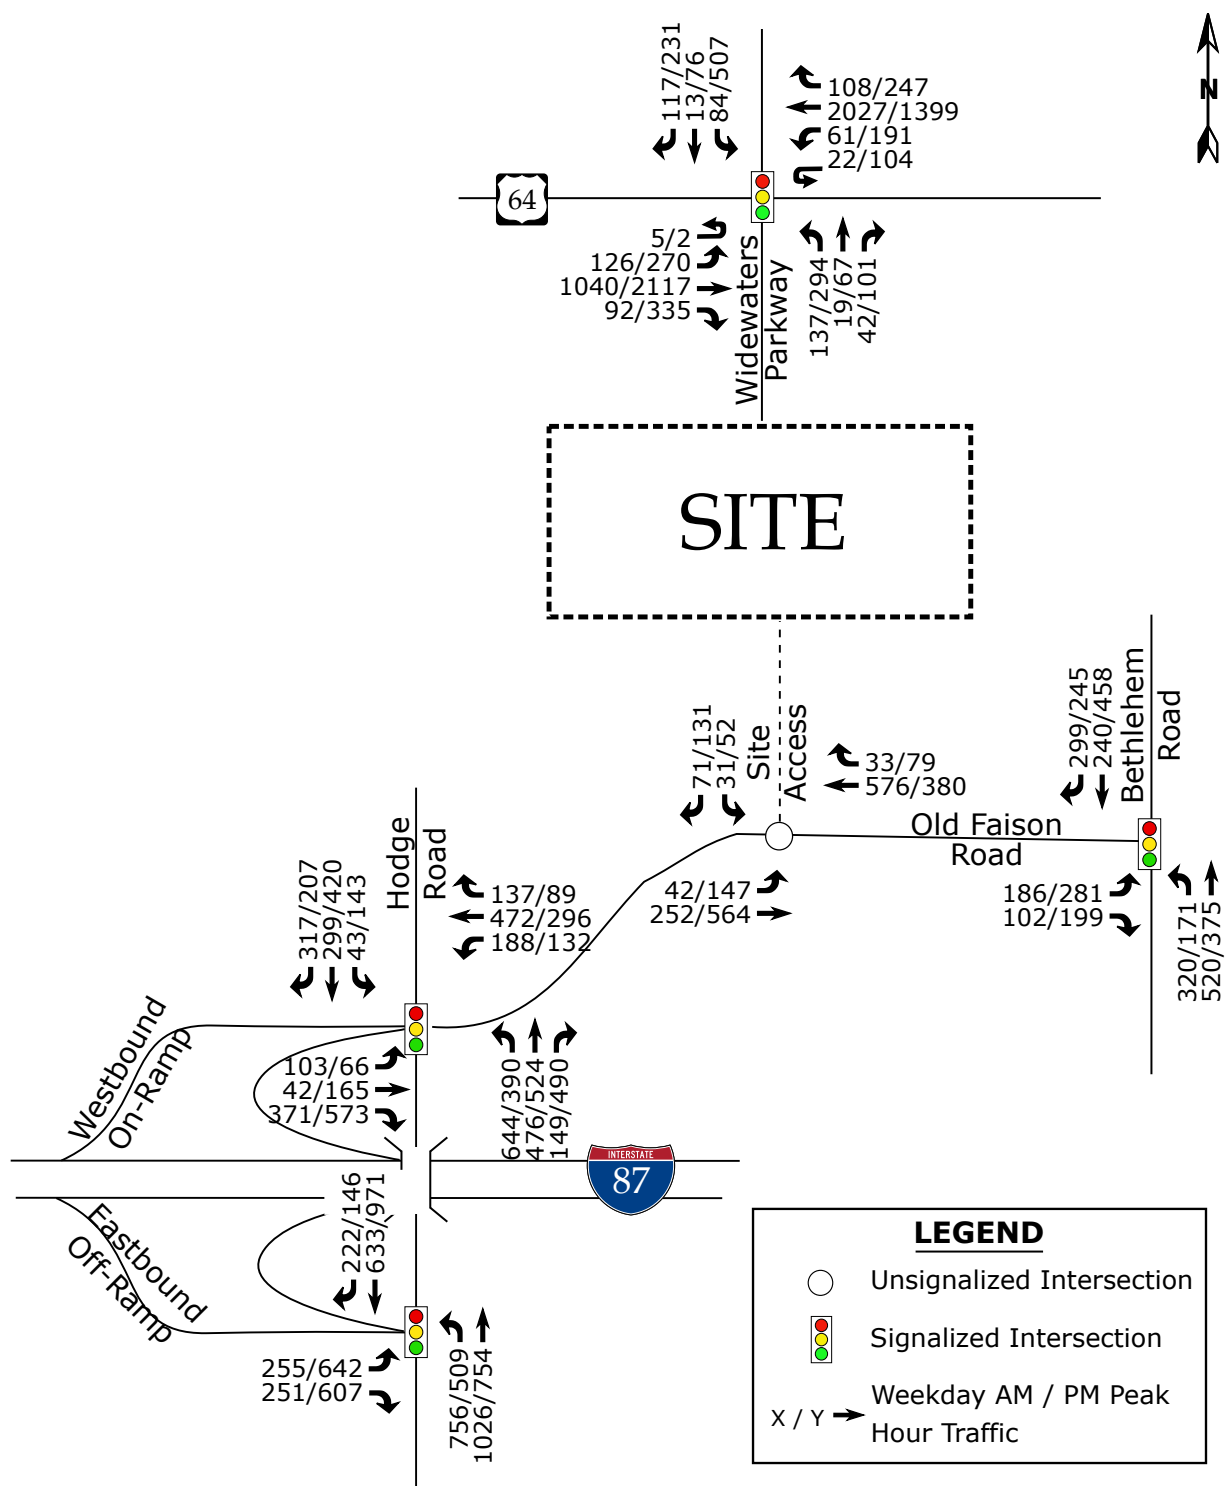 117/231
13/76
84/507
108/247
2027/1399
61/191
22/104
N
64
5/2
126/270
1040/2117
92/335
Widewaters
Parkway
137/294
19/67
42/101
SITE
71/131
31/52
Site
Access
33/79
576/380
299/245
240/458
Bethlehem
Road
Old Faison
Road
42/147
252/564
186/281
102/199
320/171
520/375
Hodge
Road
317/207
299/420
43/143
137/89
472/296
188/132
Westbound
On-Ramp
103/66
42/165
371/573
644/390
476/524
149/490
INTERSTATE
87
222/146
633/971
Eastbound
Off-Ramp
255/642
251/607
756/509
1026/754
LEGEND
Unsignalized Intersection
Signalized Intersection
X / Y
Weekday AM / PM Peak
Hour Traffic